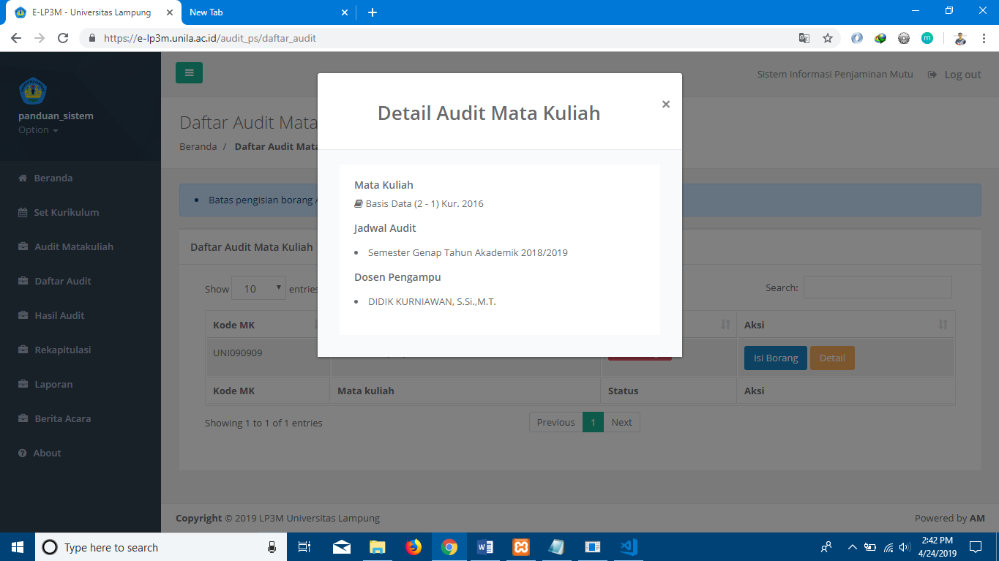 E-LP3M - Universitas Lampung
New Tab
https://e-lp3m.unila.ac.id/audit_ps/daftar_audit
m
panduan_sistem
Option
Beranda
Set Kurikulum
Audit Matakuliah
Daftar Audit
Hasil Audit
Rekapitulasi
Laporan
Berita Acara
About
Sistem Informasi Penjaminan Mutu
Log out
Daftar Audit Mata
Beranda / Daftar Audit Mata
Batas pengisian borang
Detail Audit Mata Kuliah
×
Mata Kuliah
Basis Data (2 - 1) Kur. 2016
Jadwal Audit
Semester Genap Tahun Akademik 2018/2019
Dosen Pengampu
DIDIK KURNIAWAN, S.Si.,M.T.
Daftar Audit Mata Kuliah
Show 10 entries
Search:
Kode MK
Aksi
UNI090909
Isi Borang
Detail
Kode MK
Mata kuliah
Status
Aksi
Showing 1 to 1 of 1 entries
Previous 1 Next
Copyright © 2019 LP3M Universitas Lampung
Powered by AM
Type here to search
2:42 PM
4/24/2019